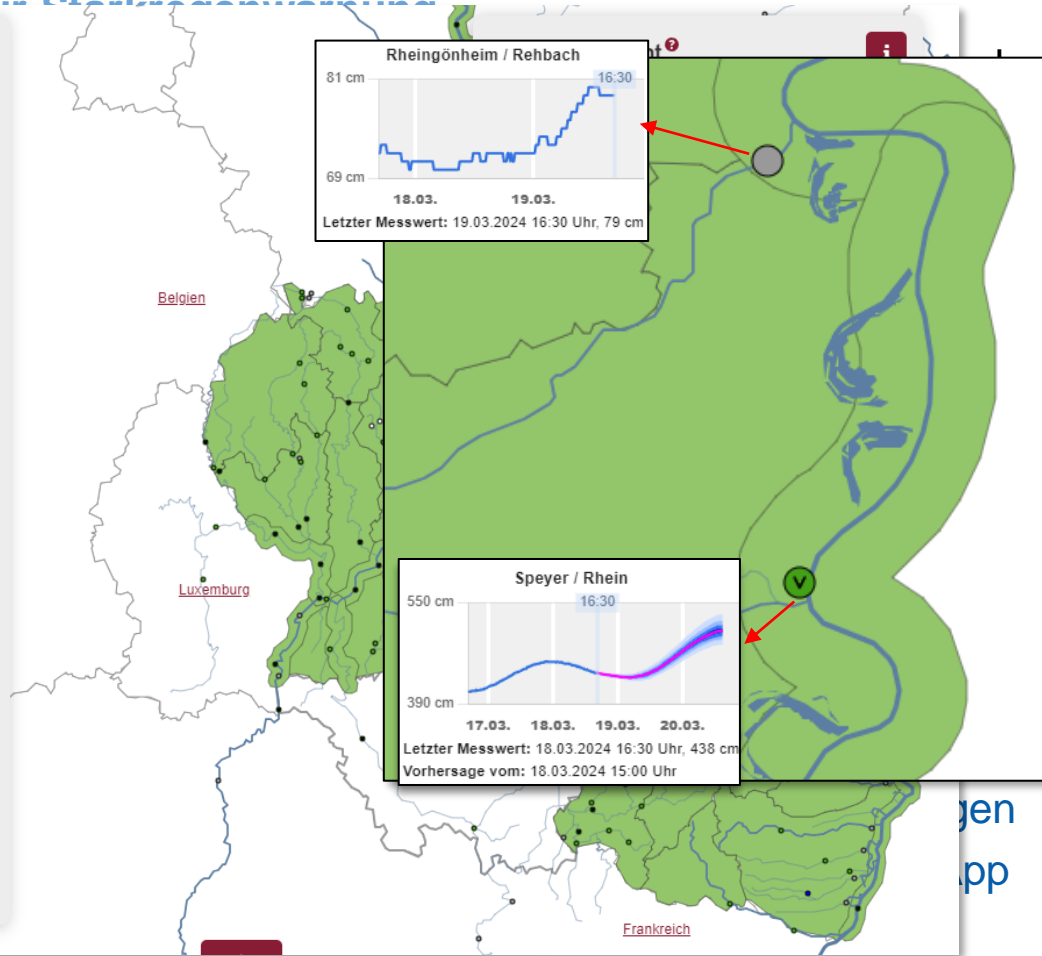 Starkregenwarnung
i
Rheingönheim / Rehbach
81 cm
16:30
69 cm
18.03. 19.03.
Letzter Messwert: 19.03.2024 16:30 Uhr, 79 cm
Belgien
Luxemburg
V
Speyer / Rhein
550 cm
16:30
390 cm
17.03. 18.03. 19.03. 20.03.
Letzter Messwert: 18.03.2024 16:30 Uhr, 438 cm
Vorhersage vom: 18.03.2024 15:00 Uhr
gen
App
Frankreich